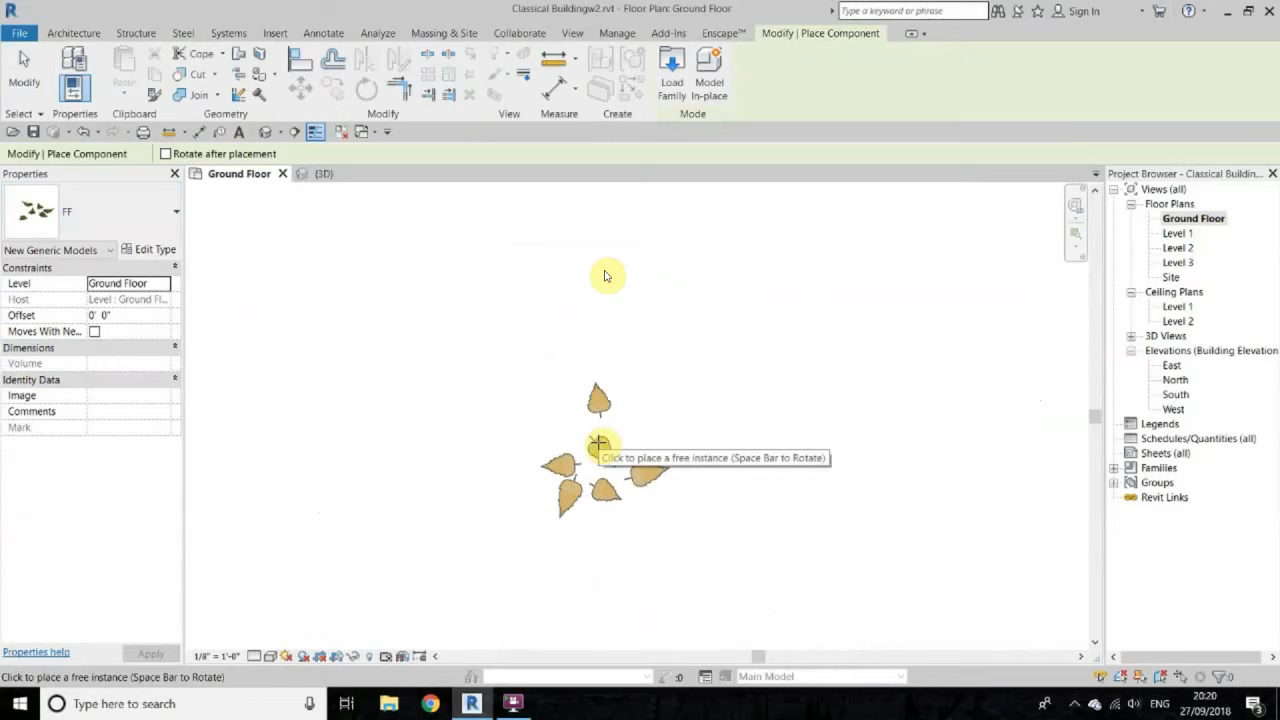 Classical Buildingw2.rvt - Floor Plan: Ground Floor
Type a keyword or phrase
Sign In
File Architecture Structure Steel Systems Insert Annotate Analyze Massing & Site Collaborate View Manage Add-Ins Enscape™ Modify | Place Component
Modify
Paste
Cope
Cut
Join
Load Family
Model In-place
Select Properties Clipboard Geometry Modify View Measure Create Mode
Modify | Place Component Rotate after placement
Properties
Ground Floor
{3D}
Project Browser - Classical Buildin...
FF
New Generic Models
Edit Type
Constraints
Level Ground Floor
Host Level : Ground Fl...
Offset 0' 0"
Moves With Ne...
Dimensions
Volume
Identity Data
Image
Comments
Mark
Click to place a free instance (Space Bar to Rotate)
Views (all)
Floor Plans
Ground Floor
Level 1
Level 2
Level 3
Site
Ceiling Plans
Level 1
Level 2
3D Views
Elevations (Building Elevation
East
North
South
West
Legends
Schedules/Quantities (all)
Sheets (all)
Families
Groups
Revit Links
Properties help
Apply
1/8" = 1'-0"
Click to place a free instance (Space Bar to Rotate)
:0
Main Model
:0
Type here to search
ENG
20:20
27/09/2018
3